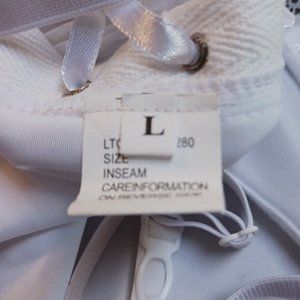 L
LTC 280
SIZE
INSEAM
CAREINFORMATION
ON REVERSE SIDE